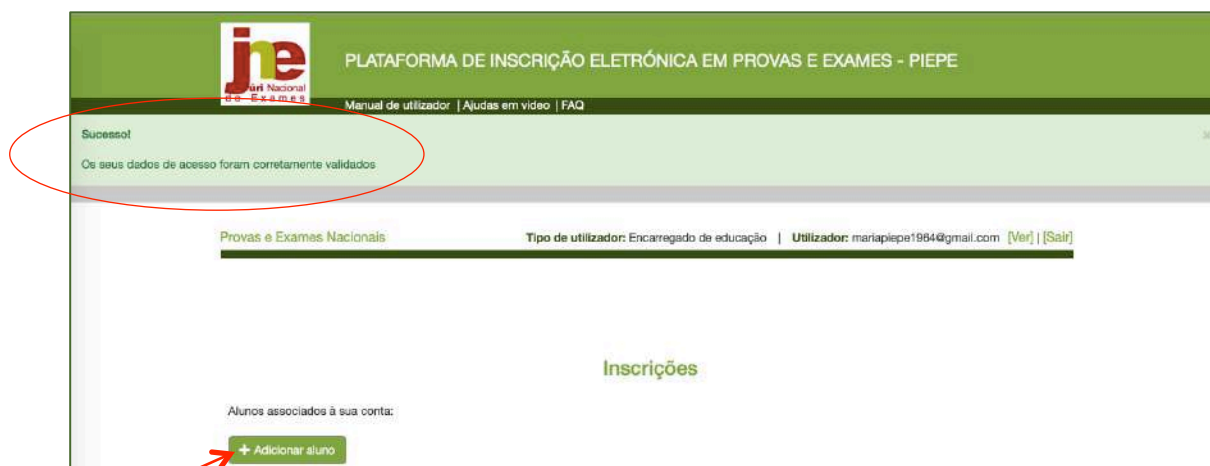 jne
Júri Nacional
de Exames
PLATAFORMA DE INSCRIÇÃO ELETRÓNICA EM PROVAS E EXAMES - PIEPE
Manual de utilizador | Ajudas em video | FAQ
Sucesso!
Os seus dados de acesso foram corretamente validados
Provas e Exames Nacionais
Tipo de utilizador: Encarregado de educação | Utilizador: mariapiepe1984@gmail.com [Ver] | [Sair]
Inscrições
Alunos associados à sua conta:
+ Adicionar aluno